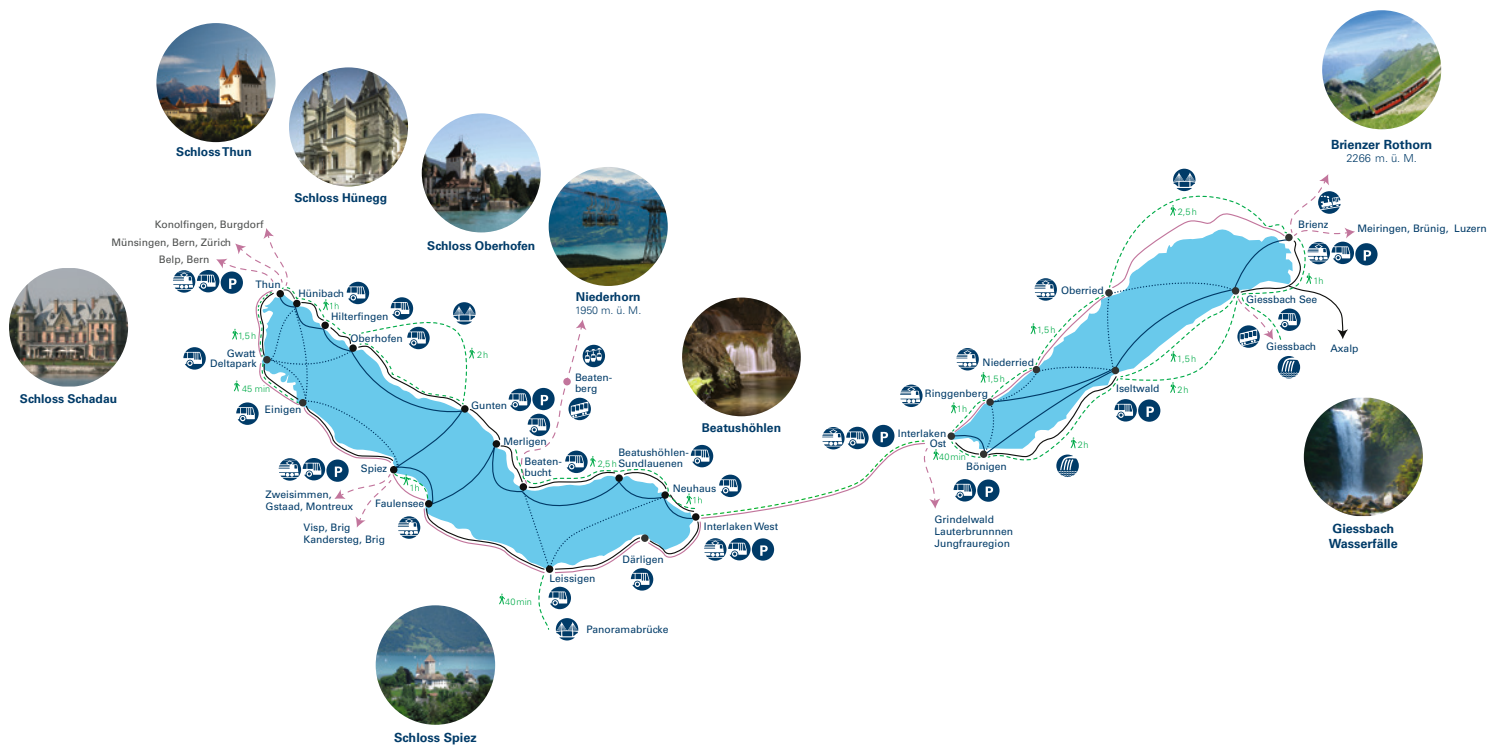 Schloss Thun
Schloss Hünegg
Schloss Oberhofen
Niederhorn
1950 m. ü. M.
Brienzer Rothorn
2266 m. ü. M.
Konolfingen, Burgdorf
Münsingen, Bern, Zürich
Belp, Bern
P
Schloss Schadau
Thun
Hünibach
1h
Hilterfingen
Oberhofen
2h
1,5h
Gwatt
Deltapark
45 min
Einigen
Gunten
P
Beaten-
berg
Merligen
Beaten-
bucht
2,5h
Beatushöhlen-
Sundlauenen
Neuhaus
1h
Interlaken West
P
Spiez
P
1h
Zweisimmen,
Gstaad, Montreux
Faulensee
Visp, Brig
Kandersteg, Brig
Därligen
Leissigen
40min
Panoramabrücke
Schloss Spiez
Beatushöhlen
2,5h
Brienz
Meiringen, Brünig, Luzern
P
1h
Oberried
Giessbach See
Giessbach
Axalp
1,5h
Niederried
1,5h
1,5h
Iseltwald
2h
P
Ringgenberg
1h
Interlaken
Ost
P
40min
Bönigen
2h
P
Grindelwald
Lauterbrunnnen
Jungfrauregion
Giessbach
Wasserfälle